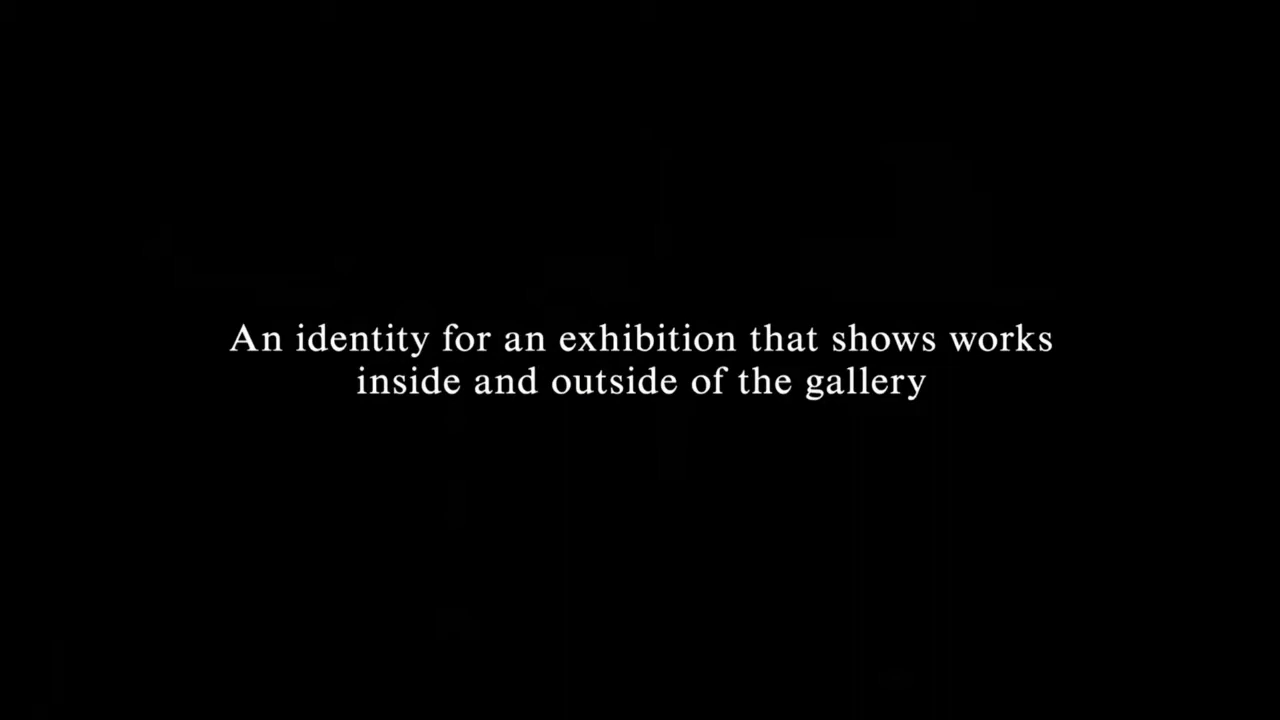 An identity for an exhibition that shows works
inside and outside of the gallery